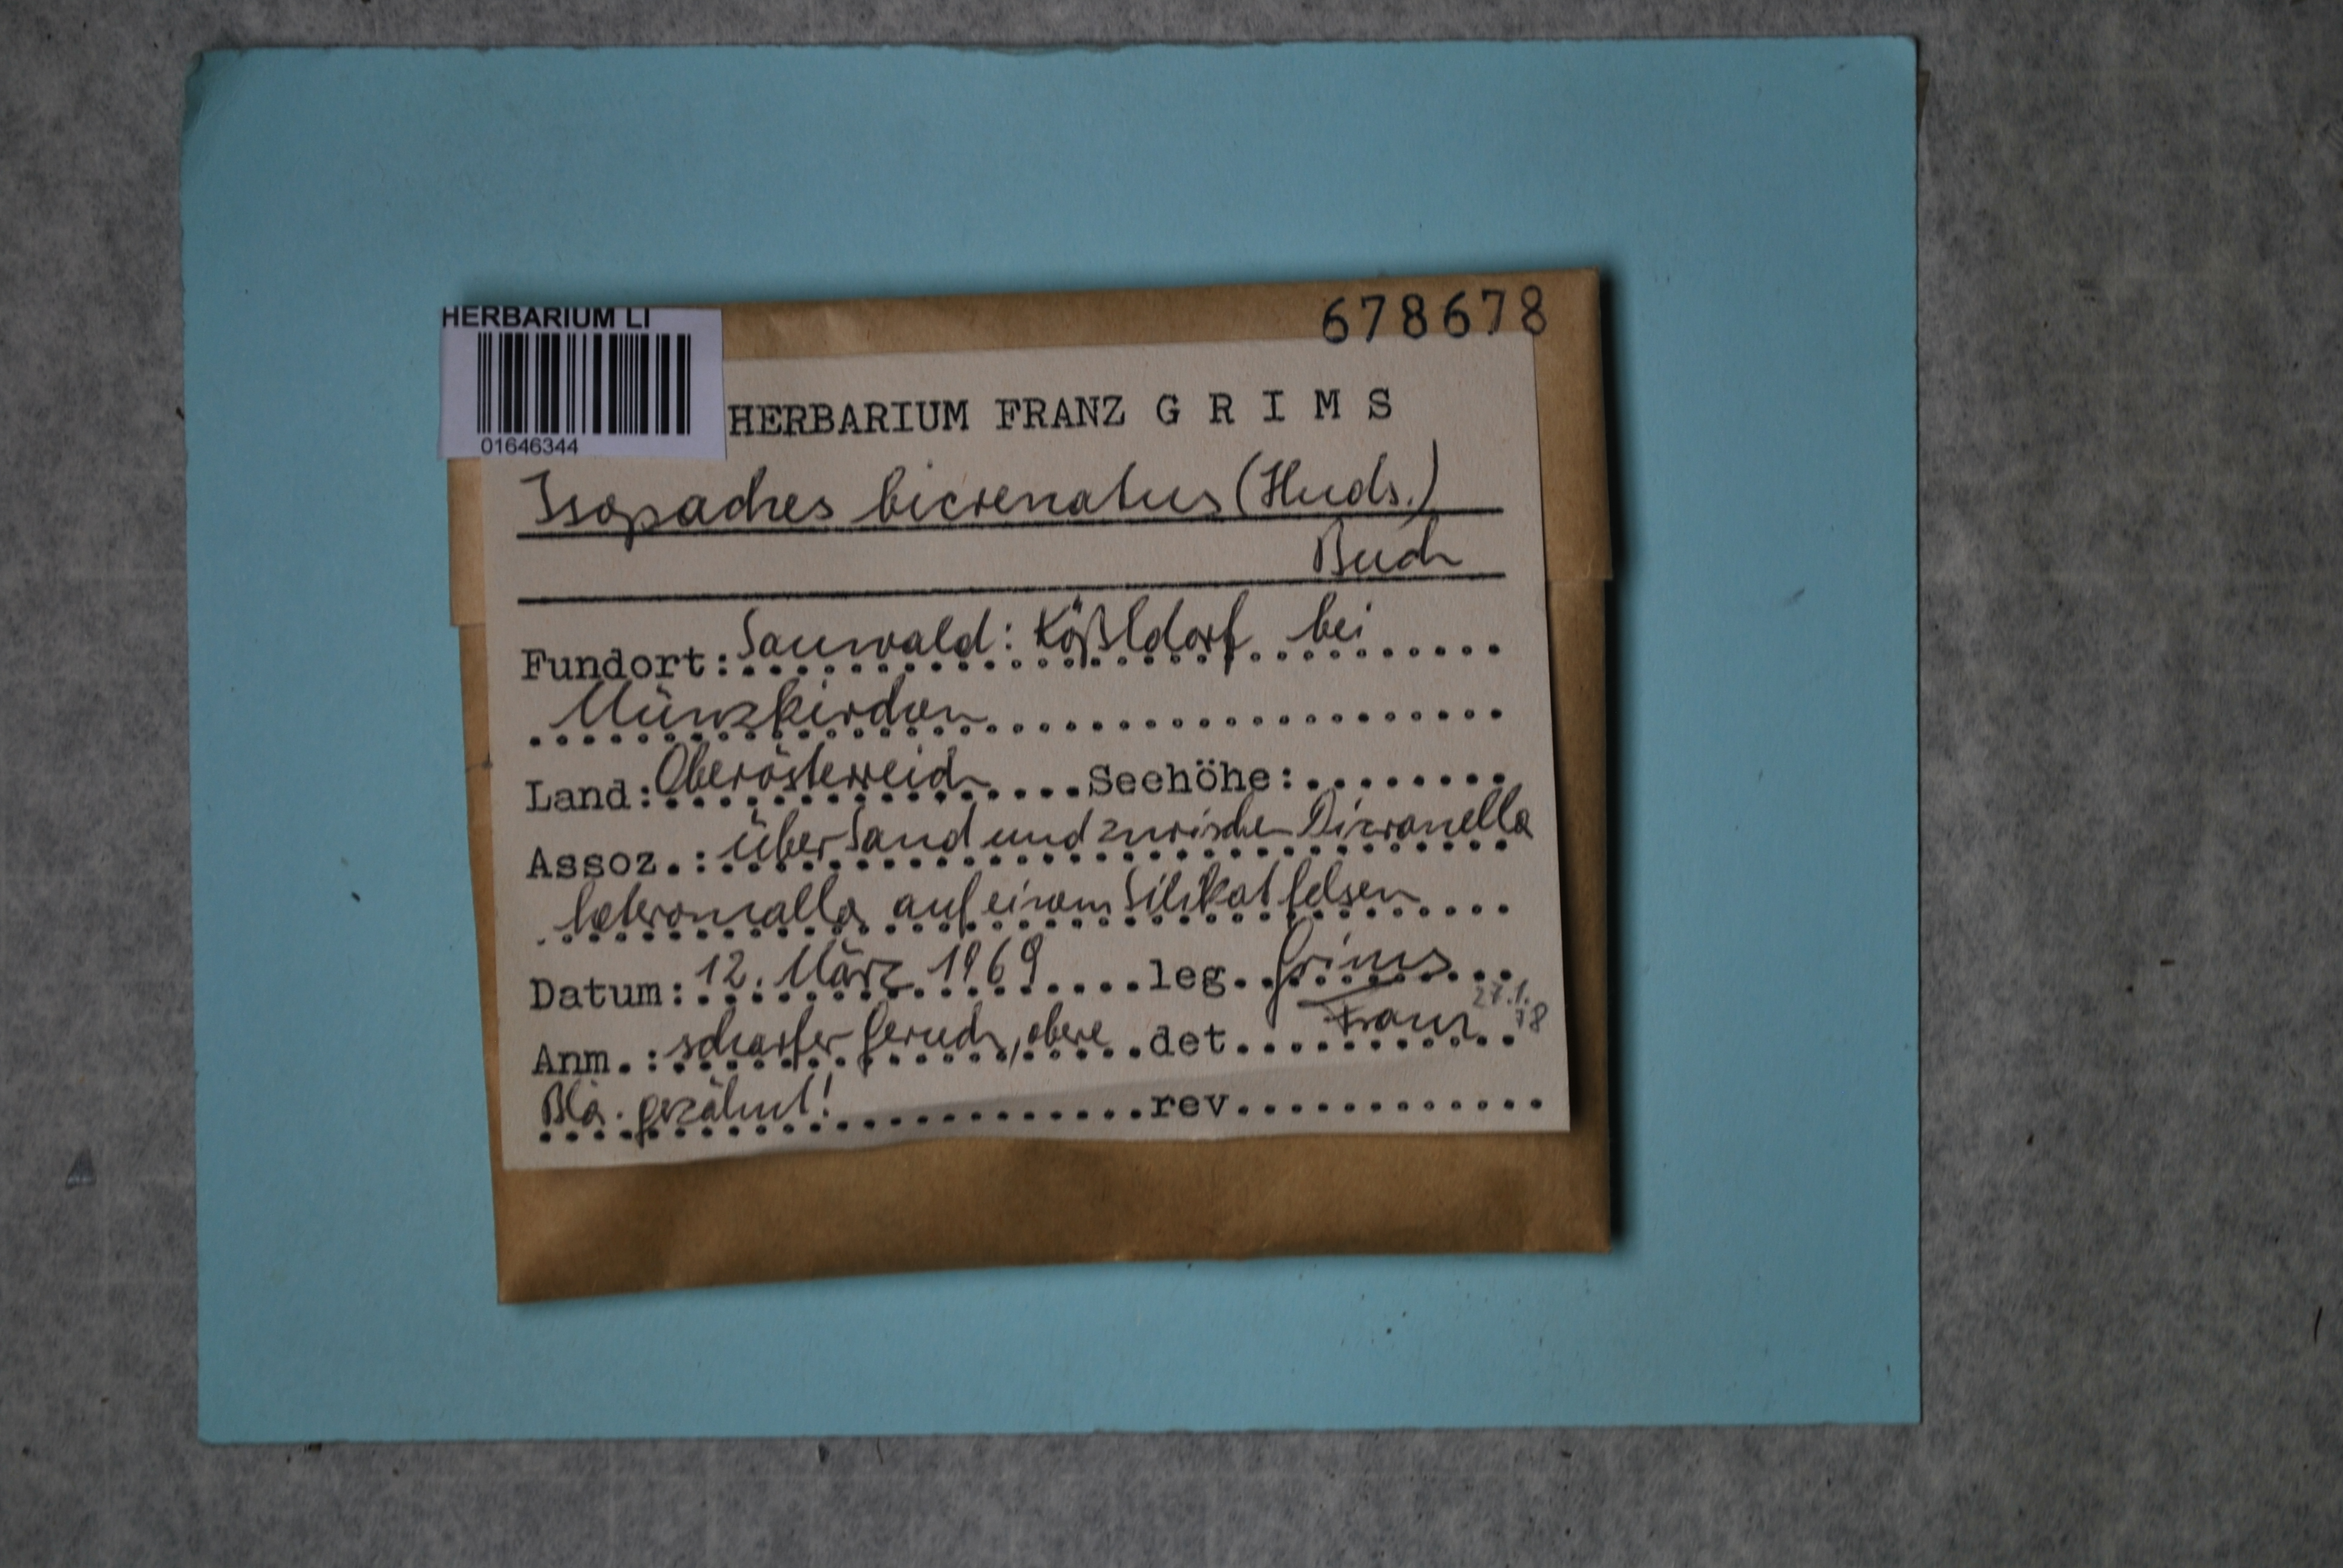 HERBARIUM LI
01646344
678678
HERBARIUM FRANZ G R I M S
Isopaches bicrenatus (Huds.)
Buch
Fundort: Sauwald: Kößldorf bei
Münzkirchen
Land: Oberösterreich Seehöhe:
Assoz.: über Sand und zwischen Dicranella
heteromalla auf einem Silikatfelsen
Datum: 12. März 1969 leg. Grims
Anm.: scharfer Geruch, obere det. Franz 27.1.78
Blä. gezähnt! rev.